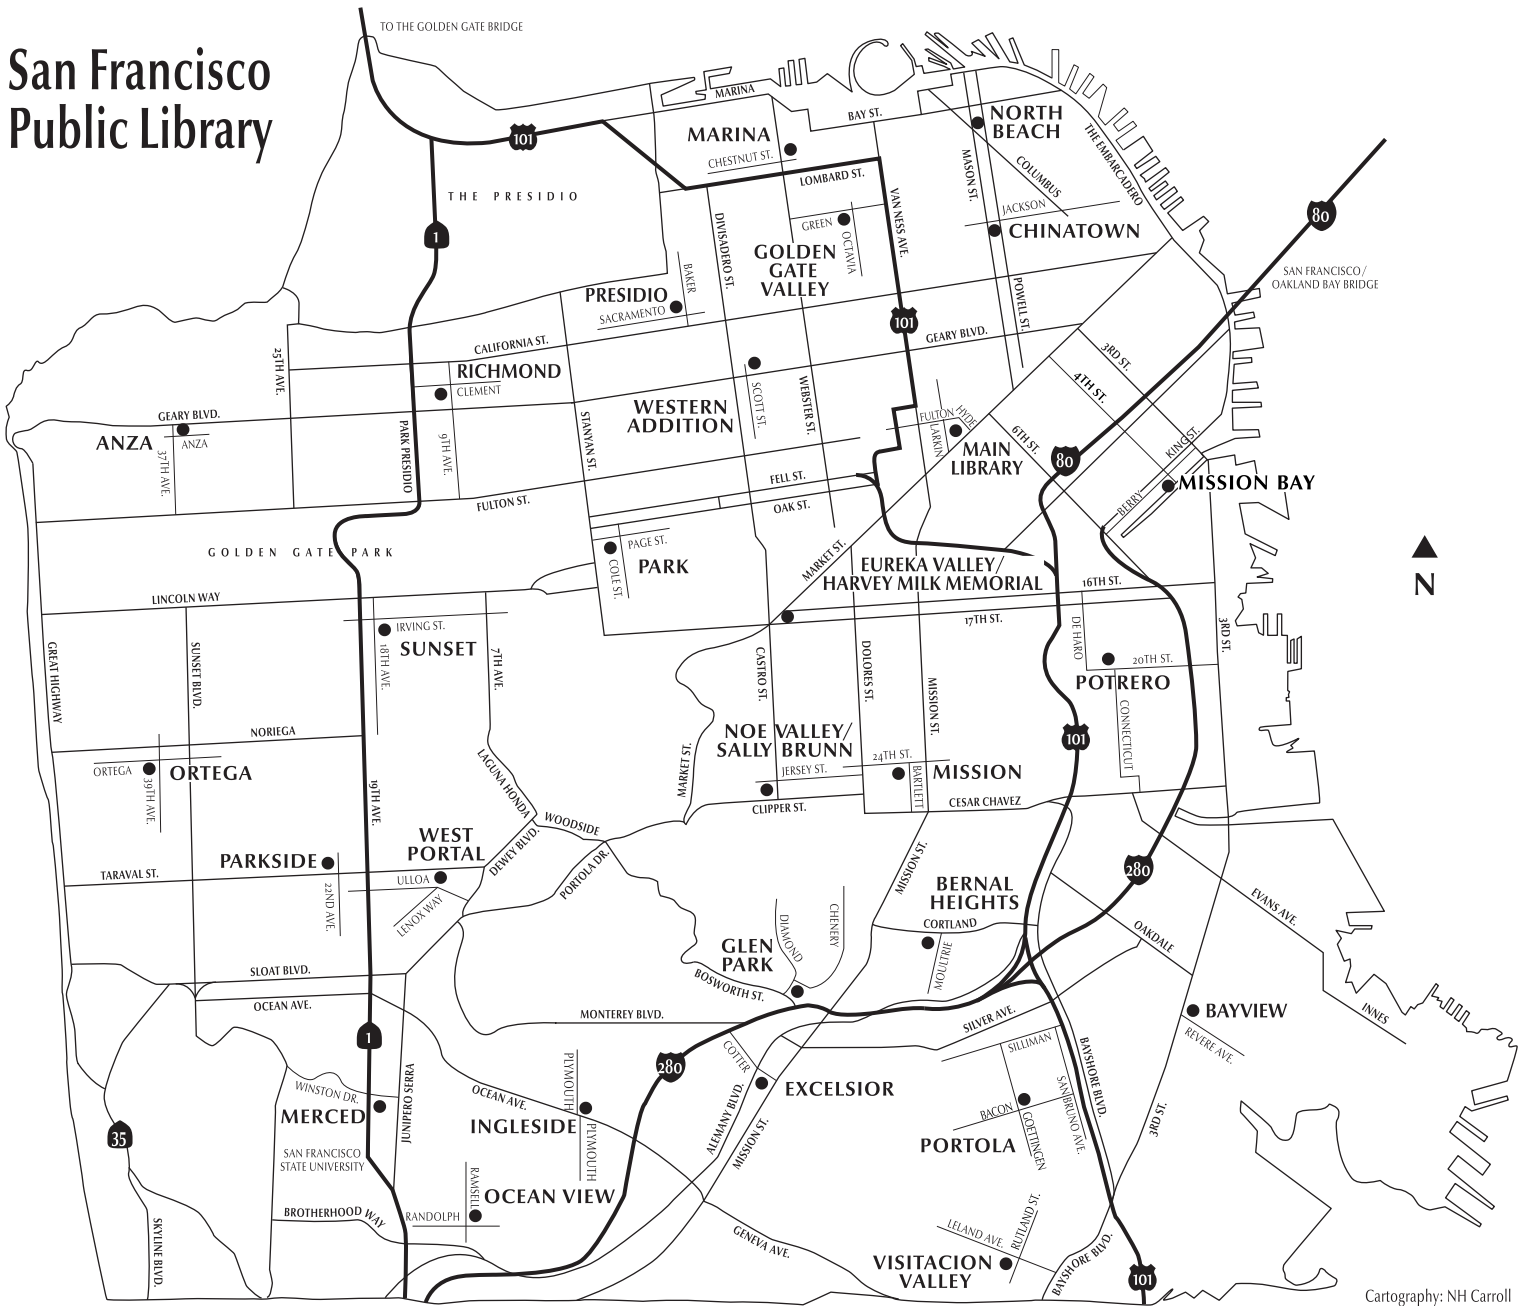 TO THE GOLDEN GATE BRIDGE
San Francisco
Public Library
MARINA
BAY ST.
NORTH
BEACH
THE EMBARCADERO
101
MARINA
CHESTNUT ST.
LOMBARD ST.
MASON ST.
COLUMBUS
THE PRESIDIO
VAN NESS AVE.
JACKSON
80
1
DIVISADERO ST.
GREEN
OCTAVIA
CHINATOWN
GOLDEN
GATE
VALLEY
BAKER
PRESIDIO
SACRAMENTO
POWELL ST.
SAN FRANCISCO/
OAKLAND BAY BRIDGE
101
GEARY BLVD.
CALIFORNIA ST.
25TH AVE.
RICHMOND
CLEMENT
3RD ST.
4TH ST.
SCOTT ST.
WEBSTER ST.
WESTERN
ADDITION
FULTON
HYDE
LARKIN
6TH ST.
GEARY BLVD.
ANZA
ANZA
37TH AVE.
PARK PRESIDIO
9TH AVE.
STANYAN ST.
MAIN
LIBRARY
80
KING ST.
BERRY
MISSION BAY
FELL ST.
OAK ST.
FULTON ST.
GOLDEN GATE PARK
PAGE ST.
COLE ST.
PARK
MARKET ST.
EUREKA VALLEY/
HARVEY MILK MEMORIAL
16TH ST.
17TH ST.
N
LINCOLN WAY
IRVING ST.
SUNSET
18TH AVE.
7TH AVE.
GREAT HIGHWAY
SUNSET BLVD.
CASTRO ST.
DOLORES ST.
MISSION ST.
DE HARO
20TH ST.
POTRERO
CONNECTICUT
3RD ST.
NORIEGA
ORTEGA
ORTEGA
39TH AVE.
19TH AVE.
LAGUNA HONDA
MARKET ST.
NOE VALLEY/
SALLY BRUNN
JERSEY ST.
24TH ST.
BARTLETT
MISSION
101
CLIPPER ST.
CESAR CHAVEZ
WOODSIDE
WEST
PORTAL
DEWEY BLVD.
PORTOLA DR.
PARKSIDE
TARAVAL ST.
ULLOA
22ND AVE.
LENOX WAY
MISSION ST.
280
BERNAL
HEIGHTS
CORTLAND
MOULTRIE
EVANS AVE.
OAKDALE
DIAMOND
CHENERY
GLEN
PARK
BOSWORTH ST.
SLOAT BLVD.
OCEAN AVE.
MONTEREY BLVD.
SILVER AVE.
BAYVIEW
INNES
REVERE AVE.
1
280
COTTER
SILLIMAN
BAYSHORE BLVD.
PLYMOUTH
OCEAN AVE.
EXCELSIOR
WINSTON DR.
MERCED
JUNIPERO SERRA
INGLESIDE
PLYMOUTH
ALEMANY BLVD.
MISSION ST.
BACON
GOETTINGEN
SAN BRUNO AVE.
PORTOLA
3RD ST.
35
SAN FRANCISCO
STATE UNIVERSITY
RAMSELL
OCEAN VIEW
RANDOLPH
BROTHERHOOD WAY
SKYLINE BLVD.
GENEVA AVE.
LELAND AVE.
RUTLAND ST.
VISITACION
VALLEY
BAYSHORE BLVD.
101
Cartography: NH Carroll